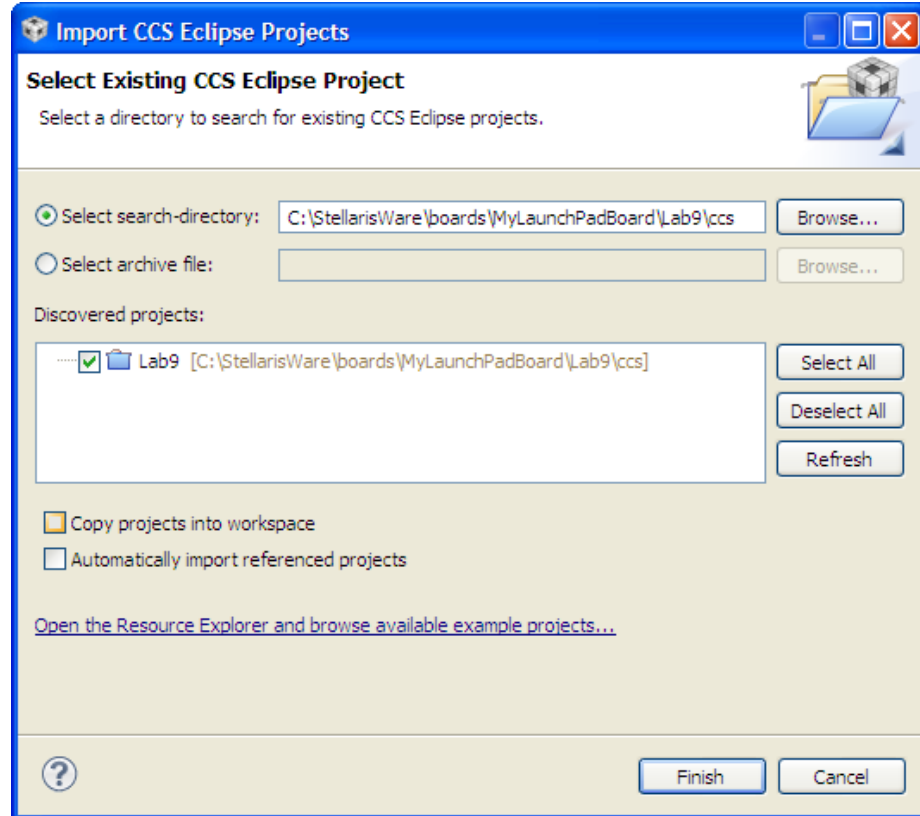 Import CCS Eclipse Projects
Select Existing CCS Eclipse Project
Select a directory to search for existing CCS Eclipse projects.
Select search-directory: C:\StellarisWare\boards\MyLaunchPadBoard\Lab9\ccs Browse...
Select archive file: Browse...
Discovered projects:
Lab9 [C:\StellarisWare\boards\MyLaunchPadBoard\Lab9\ccs]
Select All
Deselect All
Refresh
Copy projects into workspace
Automatically import referenced projects
Open the Resource Explorer and browse available example projects...
? Finish Cancel